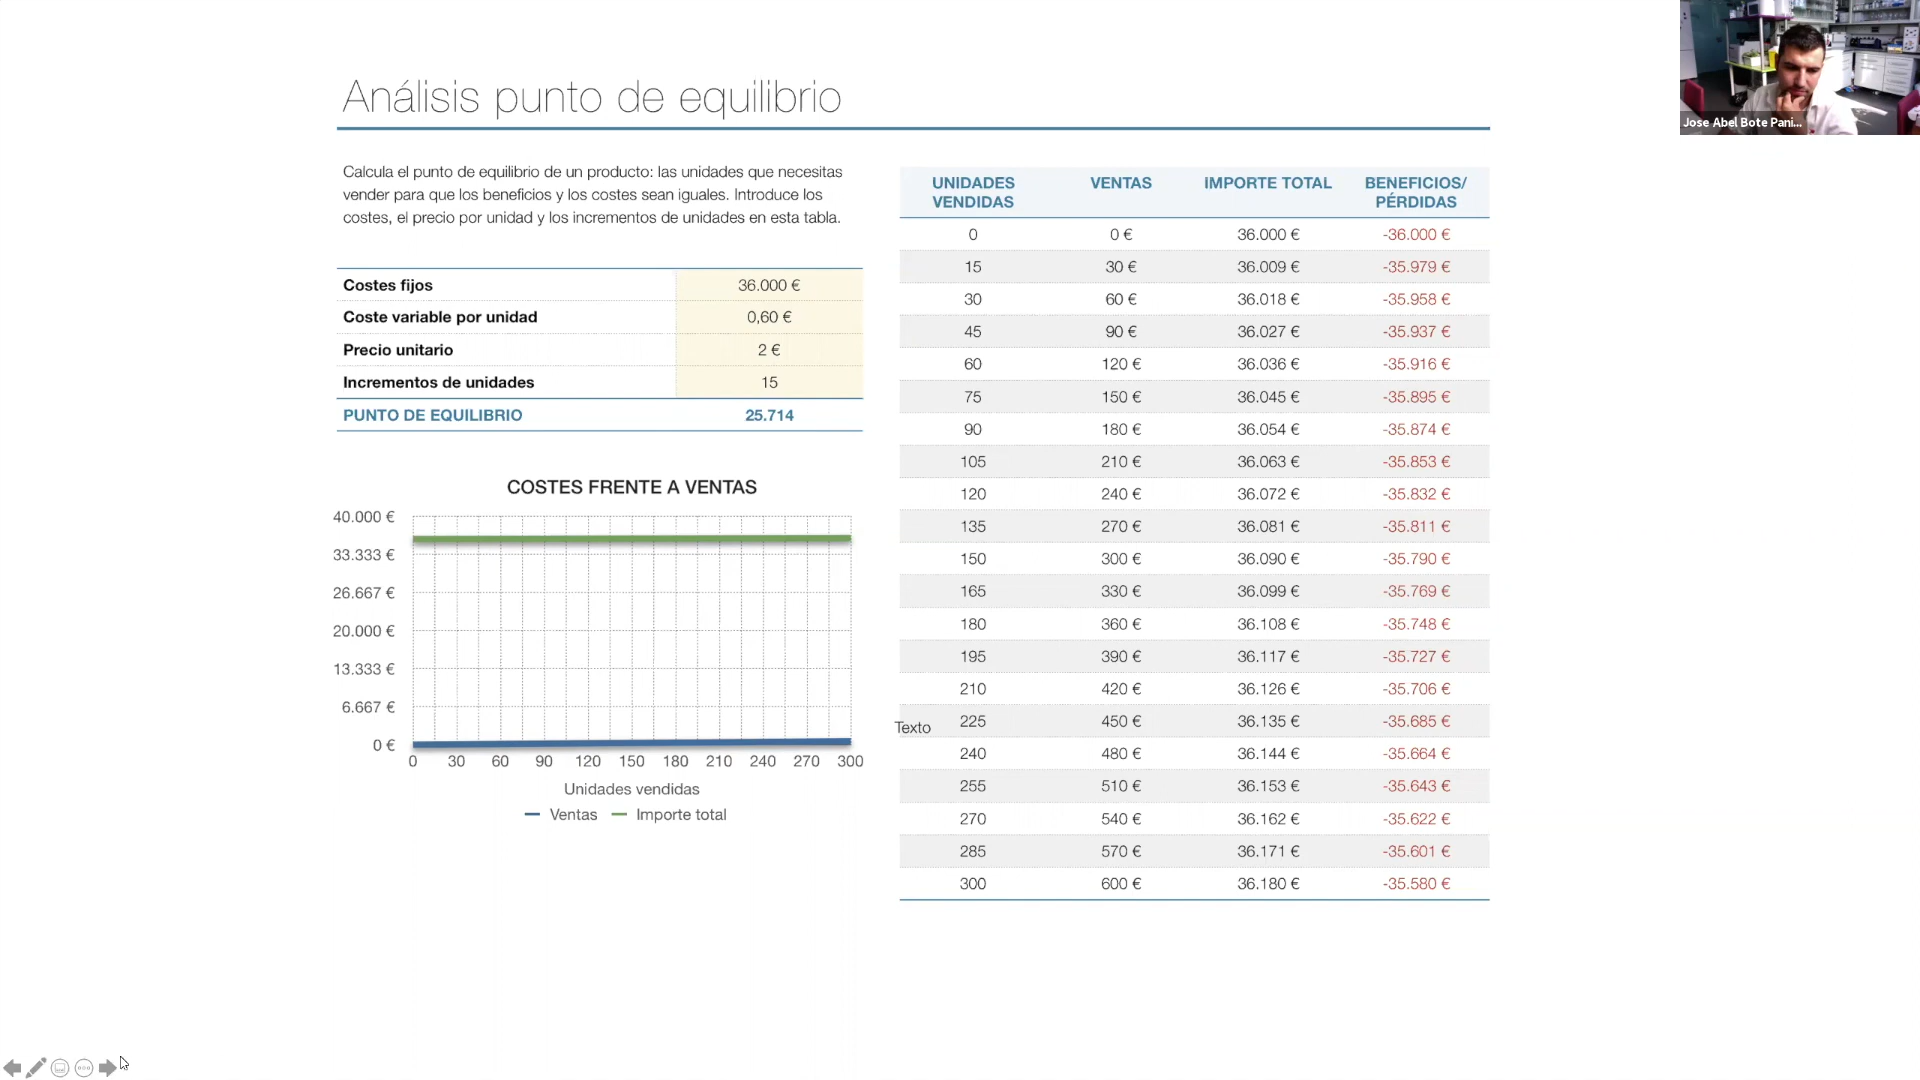 Análisis punto de equilibrio
Jose Abel Bote Pani...
Calcula el punto de equilibrio de un producto: las unidades que necesitas
vender para que los beneficios y los costes sean iguales. Introduce los
costes, el precio por unidad y los incrementos de unidades en esta tabla.
Costes fijos 36.000 €
Coste variable por unidad 0,60 €
Precio unitario 2 €
Incrementos de unidades 15
PUNTO DE EQUILIBRIO 25.714
COSTES FRENTE A VENTAS
40.000 €
33.333 €
26.667 €
20.000 €
13.333 €
6.667 €
0 €
0 30 60 90 120 150 180 210 240 270 300
Unidades vendidas
Ventas Importe total
UNIDADES VENTAS IMPORTE TOTAL BENEFICIOS/
VENDIDAS PÉRDIDAS
0 0 € 36.000 € -36.000 €
15 30 € 36.009 € -35.979 €
30 60 € 36.018 € -35.958 €
45 90 € 36.027 € -35.937 €
60 120 € 36.036 € -35.916 €
75 150 € 36.045 € -35.895 €
90 180 € 36.054 € -35.874 €
105 210 € 36.063 € -35.853 €
120 240 € 36.072 € -35.832 €
135 270 € 36.081 € -35.811 €
150 300 € 36.090 € -35.790 €
165 330 € 36.099 € -35.769 €
180 360 € 36.108 € -35.748 €
195 390 € 36.117 € -35.727 €
210 420 € 36.126 € -35.706 €
Texto 225 450 € 36.135 € -35.685 €
240 480 € 36.144 € -35.664 €
255 510 € 36.153 € -35.643 €
270 540 € 36.162 € -35.622 €
285 570 € 36.171 € -35.601 €
300 600 € 36.180 € -35.580 €